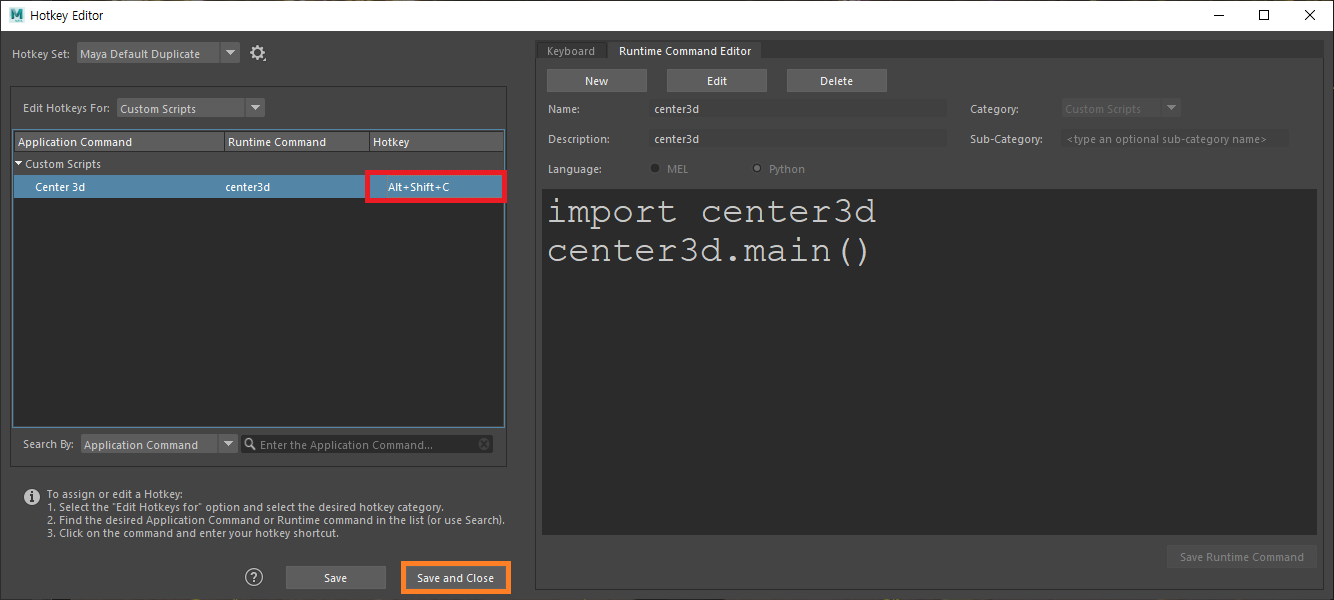 Hotkey Editor
Hotkey Set: Maya Default Duplicate
Edit Hotkeys For: Custom Scripts
Application Command Runtime Command Hotkey
Custom Scripts
Center 3d center3d Alt+Shift+C
Search By: Application Command Enter the Application Command...
To assign or edit a Hotkey:
1. Select the "Edit Hotkeys for" option and select the desired hotkey category.
2. Find the desired Application Command or Runtime command in the list (or use Search).
3. Click on the command and enter your hotkey shortcut.
? Save Save and Close
Keyboard Runtime Command Editor
New Edit Delete
Name: center3d Category: Custom Scripts
Description: center3d Sub-Category: <type an optional sub-category name>
Language: MEL Python
import center3d
center3d.main()
Save Runtime Command